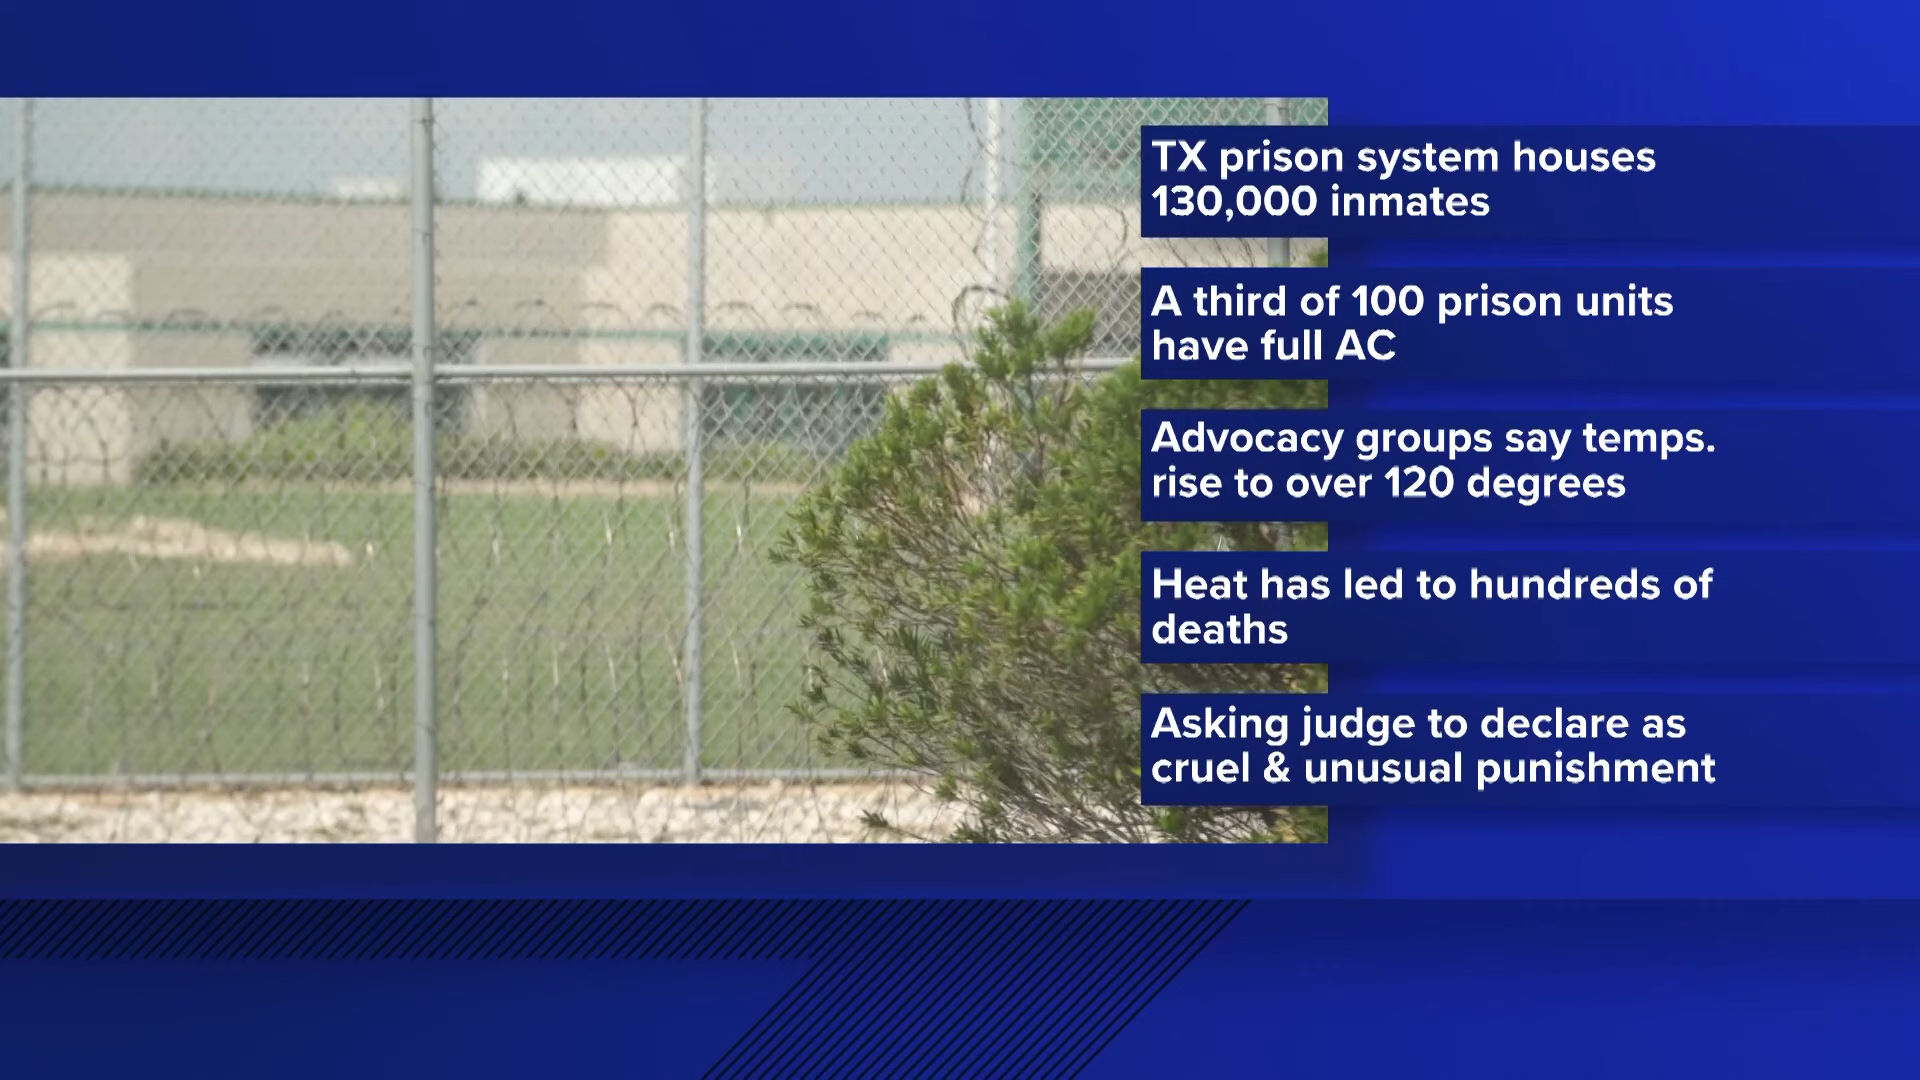 TX prison system houses
130,000 inmates
A third of 100 prison units
have full AC
Advocacy groups say temps.
rise to over 120 degrees
Heat has led to hundreds of
deaths
Asking judge to declare as
cruel & unusual punishment